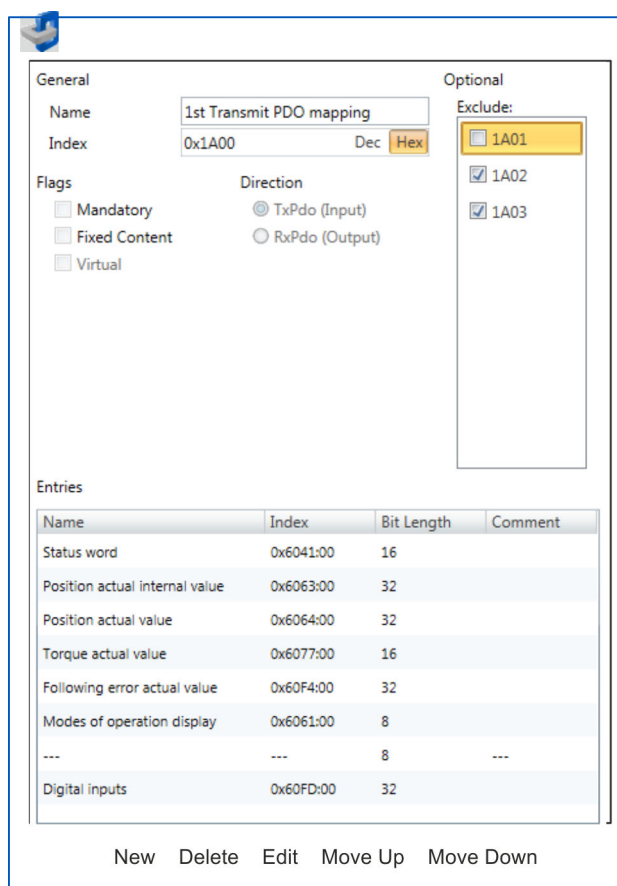 General
Optional
Name 1st Transmit PDO mapping
Exclude:
Index 0x1A00 Dec Hex
1A01
1A02
1A03
Flags Direction
Mandatory TxPdo (Input)
Fixed Content RxPdo (Output)
Virtual
Entries
Name Index Bit Length Comment
Status word 0x6041:00 16
Position actual internal value 0x6063:00 32
Position actual value 0x6064:00 32
Torque actual value 0x6077:00 16
Following error actual value 0x60F4:00 32
Modes of operation display 0x6061:00 8
--- --- 8 ---
Digital inputs 0x60FD:00 32
New Delete Edit Move Up Move Down